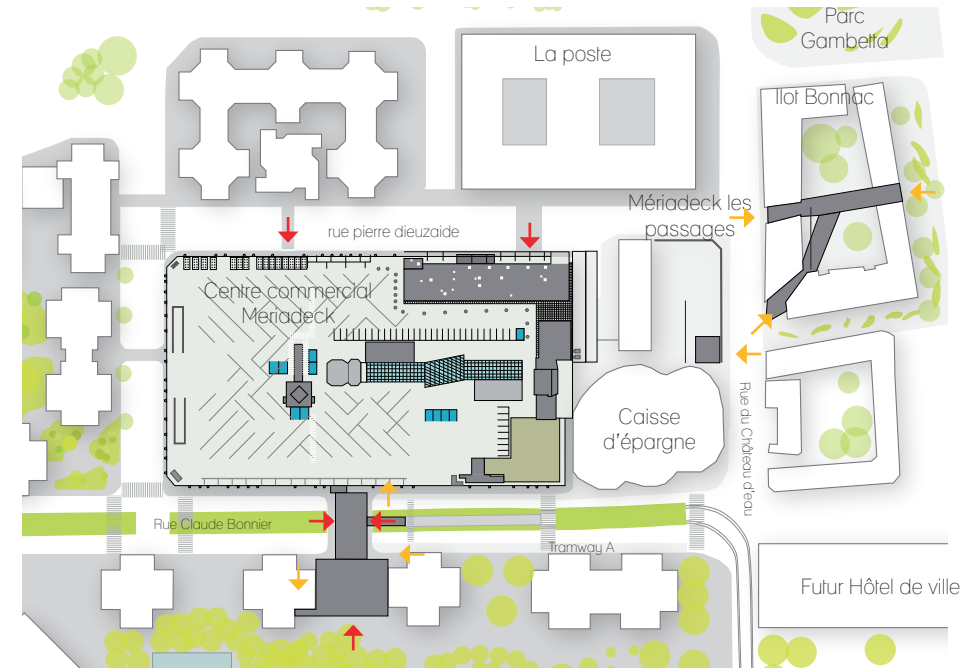 Parc
Gambetta
La poste
Ilot Bonnac
Mériadeck les
passages
rue pierre dieuzaide
Centre commercial
Meriadeck
Caisse
d'épargne
Rue du Château d'eau
Rue Claude Bonnier
Tramway A
Futur Hôtel de ville